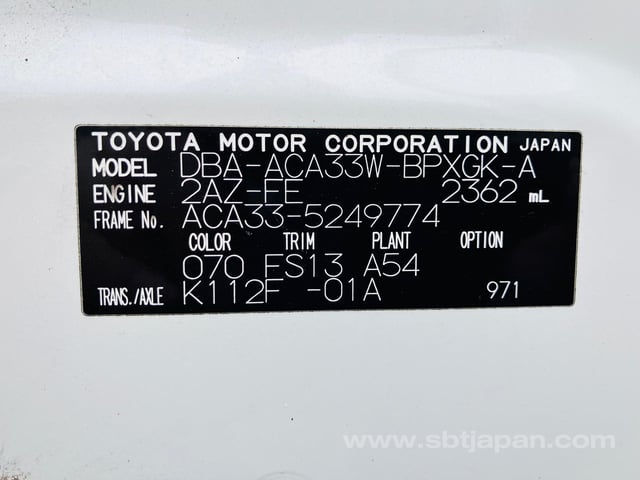 TOYOTA MOTOR CORPORATION JAPAN
MODEL DBA-ACA33W-BPXGK-A
ENGINE 2AZ-FE 2362 mL
FRAME No. ACA33-5249774
COLOR TRIM PLANT OPTION
070 FS13 A54
TRANS./AXLE K112F -01A 971
www.sbtjapan.com